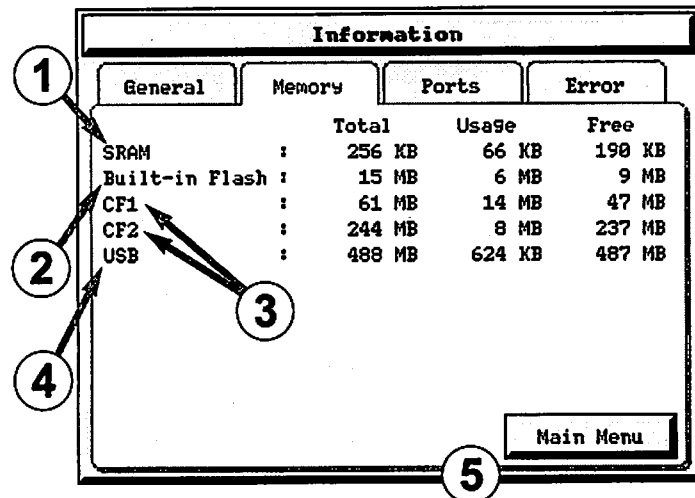 Information
General Memory Ports Error
Total Usage Free
SRAM : 256 KB 66 KB 190 KB
Built-in Flash : 15 MB 6 MB 9 MB
CF1 : 61 MB 14 MB 47 MB
CF2 : 244 MB 8 MB 237 MB
USB : 488 MB 624 KB 487 MB
Main Menu
1
2
3
4
5